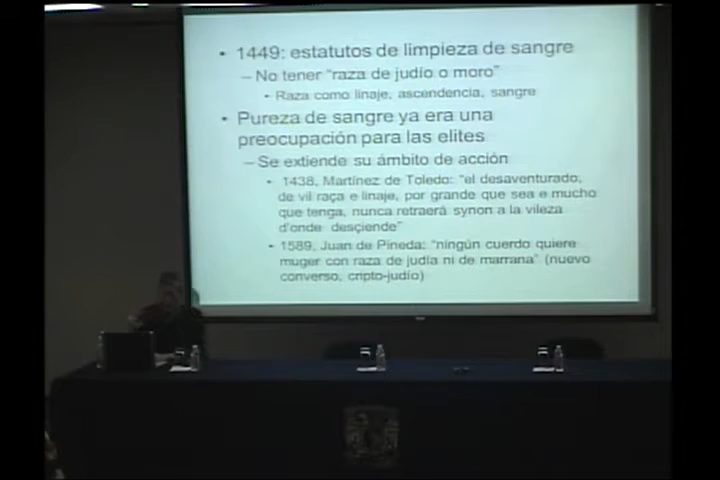 • 1449: estatutos de limpieza de sangre
– No tener "raza de judío o moro"
• Raza como linaje, ascendencia, sangre
• Pureza de sangre ya era una
preocupación para las elites
– Se extiende su ámbito de acción
• 1438, Martínez de Toledo: "el desaventurado,
de vil raça e linaje, por grande que sea e mucho
que tenga, nunca retraerá synon a la vileza
d'onde desçiende"
• 1589, Juan de Pineda: "ningún cuerdo quiere
muger con raza de judía ni de marrana" (nuevo
converso, cripto-judío)